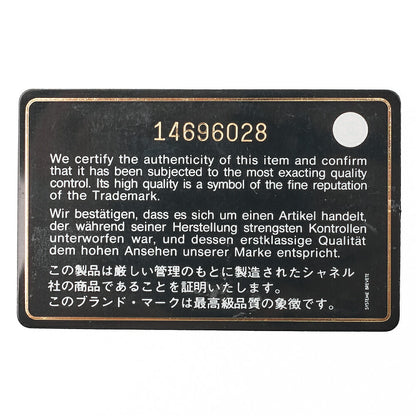 14696028
We certify the authenticity of this item and confirm
that it has been subjected to the most exacting quality
control. Its high quality is a symbol of the fine reputation
of the Trademark.
Wir bestätigen, dass es sich um einen Artikel handelt,
der während seiner Herstellung strengsten Kontrollen
unterworfen war, und dessen erstklassige Qualität
dem hohen Ansehen unserer Marke entspricht.
この製品は厳しい管理のもとに製造されたシャネル
社の商品であることを証明いたします。
このブランド・マークは最高級品質の象徴です。
SYSTEME BREVETE